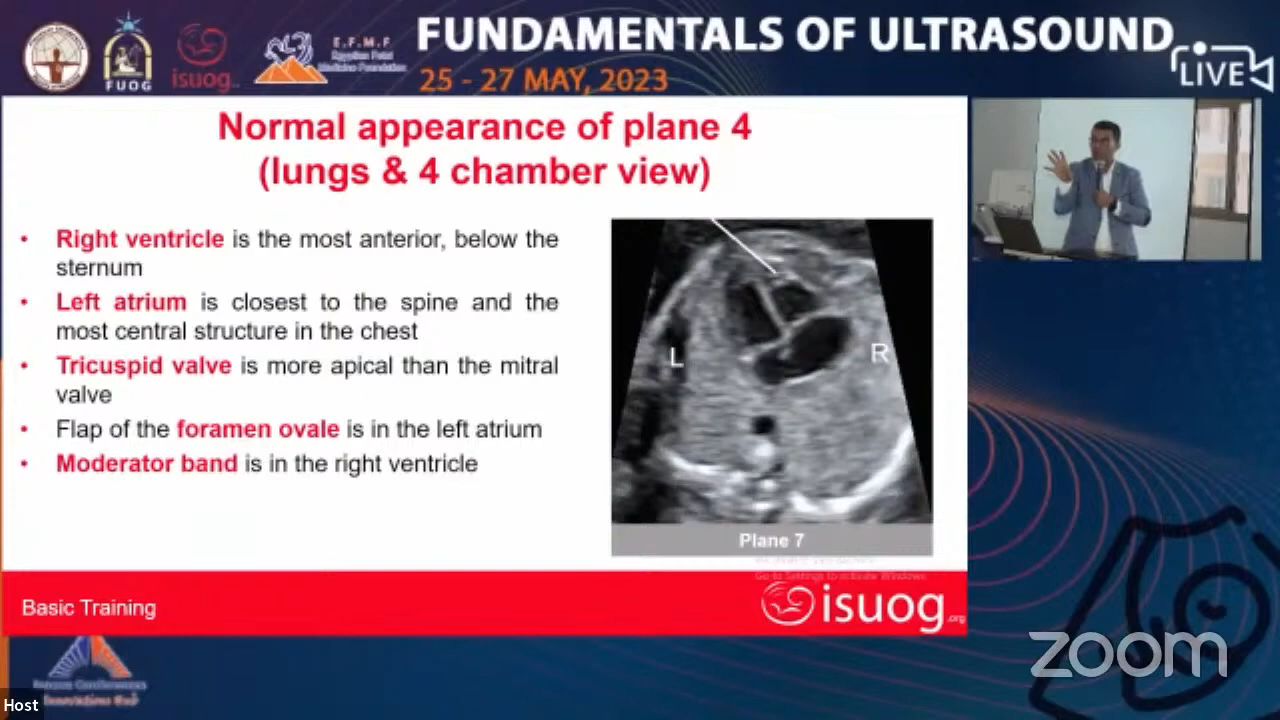 FUNDAMENTALS OF ULTRASOUND
25 - 27 MAY, 2023
LIVE
FUOG
isuog
E.F.M.F
Egyptian Fetal
Medicine Foundation
Normal appearance of plane 4
(lungs & 4 chamber view)
• Right ventricle is the most anterior, below the
sternum
• Left atrium is closest to the spine and the
most central structure in the chest
• Tricuspid valve is more apical than the mitral
valve
• Flap of the foramen ovale is in the left atrium
• Moderator band is in the right ventricle
L
R
Plane 7
Go to Settings to activate Windows.
Basic Training
isuog.org
zoom
Host